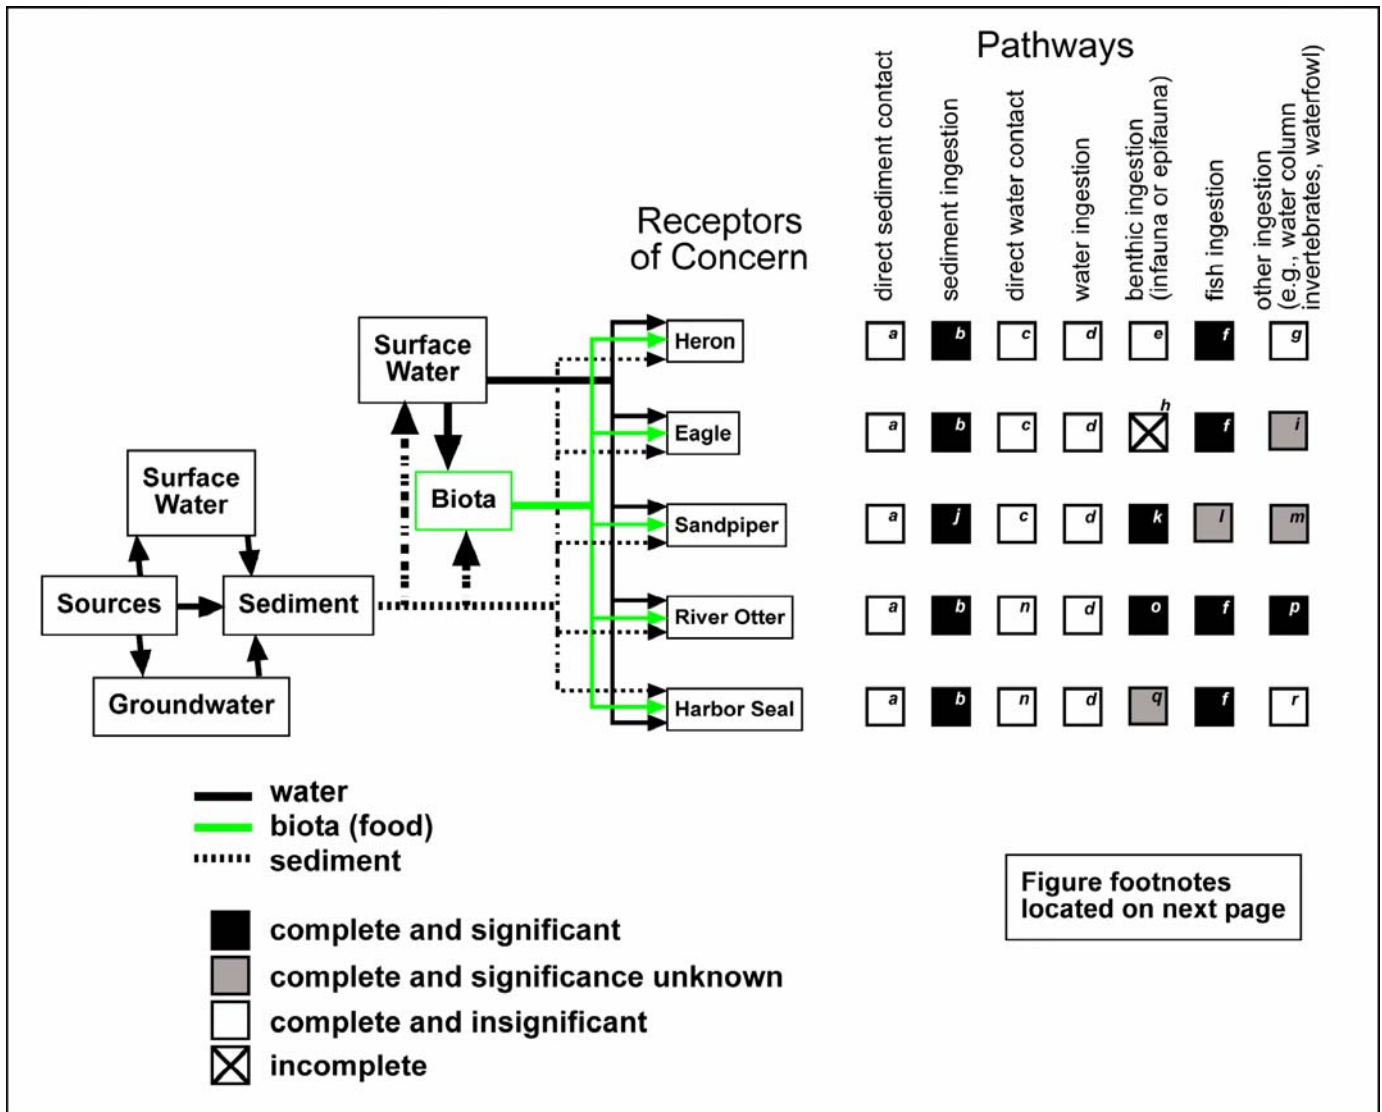 Pathways
direct sediment contact
sediment ingestion
direct water contact
water ingestion
benthic ingestion
(infauna or epifauna)
fish ingestion
other ingestion
(e.g., water column
invertebrates, waterfowl)
Receptors
of Concern
Surface
Water
Biota
Surface
Water
Sources
Sediment
Groundwater
Heron
a b c d e f g
Eagle
a b c d h f i
Sandpiper
a j c d k l m
River Otter
a b n d o f p
Harbor Seal
a b n d q f r
water
biota (food)
sediment
complete and significant
complete and significance unknown
complete and insignificant
incomplete
Figure footnotes
located on next page